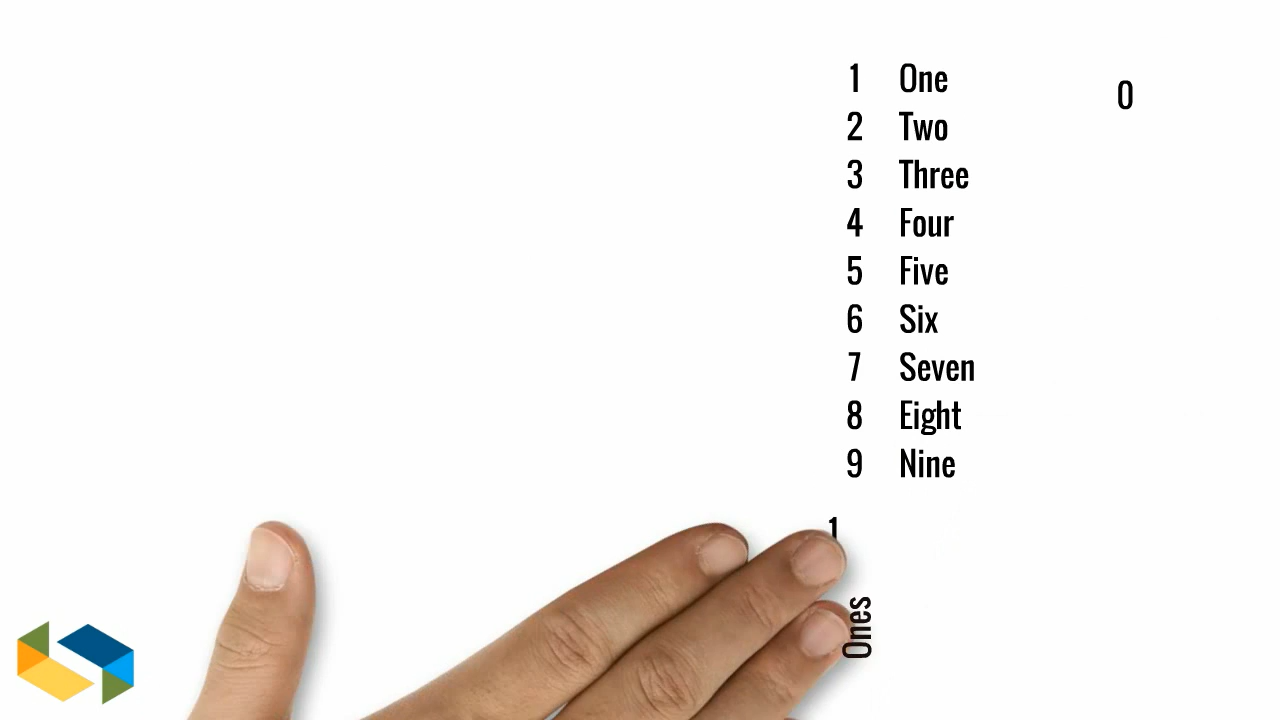 1 One
0
2 Two
3 Three
4 Four
5 Five
6 Six
7 Seven
8 Eight
9 Nine
1
Ones